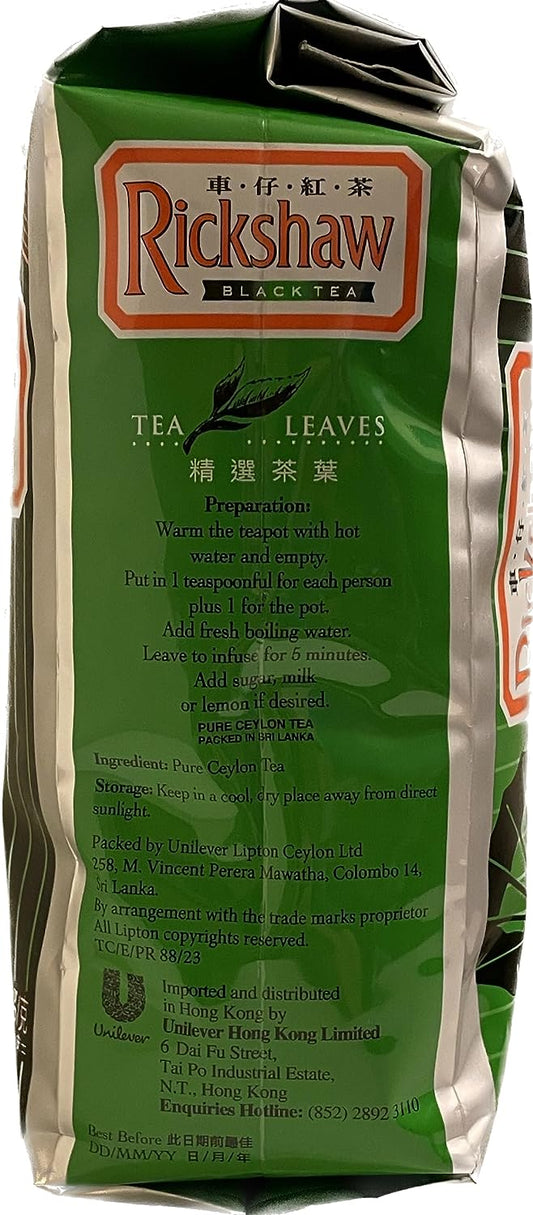 車·仔·紅·茶
Rickshaw
BLACK TEA
TEA LEAVES
精選茶葉
Preparation:
Warm the teapot with hot
water and empty.
Put in 1 teaspoonful for each person
plus 1 for the pot.
Add fresh boiling water.
Leave to infuse for 5 minutes.
Add sugar, milk
or lemon if desired.
PURE CEYLON TEA
PACKED IN SRI LANKA
Ingredient: Pure Ceylon Tea
Storage: Keep in a cool, dry place away from direct
sunlight.
Packed by Unilever Lipton Ceylon Ltd
258, M. Vincent Perera Mawatha, Colombo 14,
Sri Lanka.
By arrangement with the trade marks proprietor
All Lipton copyrights reserved.
TC/E/PR 88/23
Unilever
Imported and distributed
in Hong Kong by
Unilever Hong Kong Limited
6 Dai Fu Street,
Tai Po Industrial Estate,
N.T., Hong Kong
Enquiries Hotline: (852) 2892 3110
Best Before 此日期前最佳
DD/MM/YY 日/月/年
車·仔